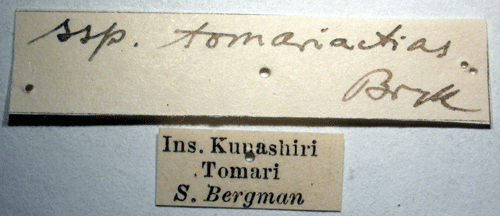 ssp. tomariactias
Bryk
Ins. Kunashiri
Tomari
S. Bergman